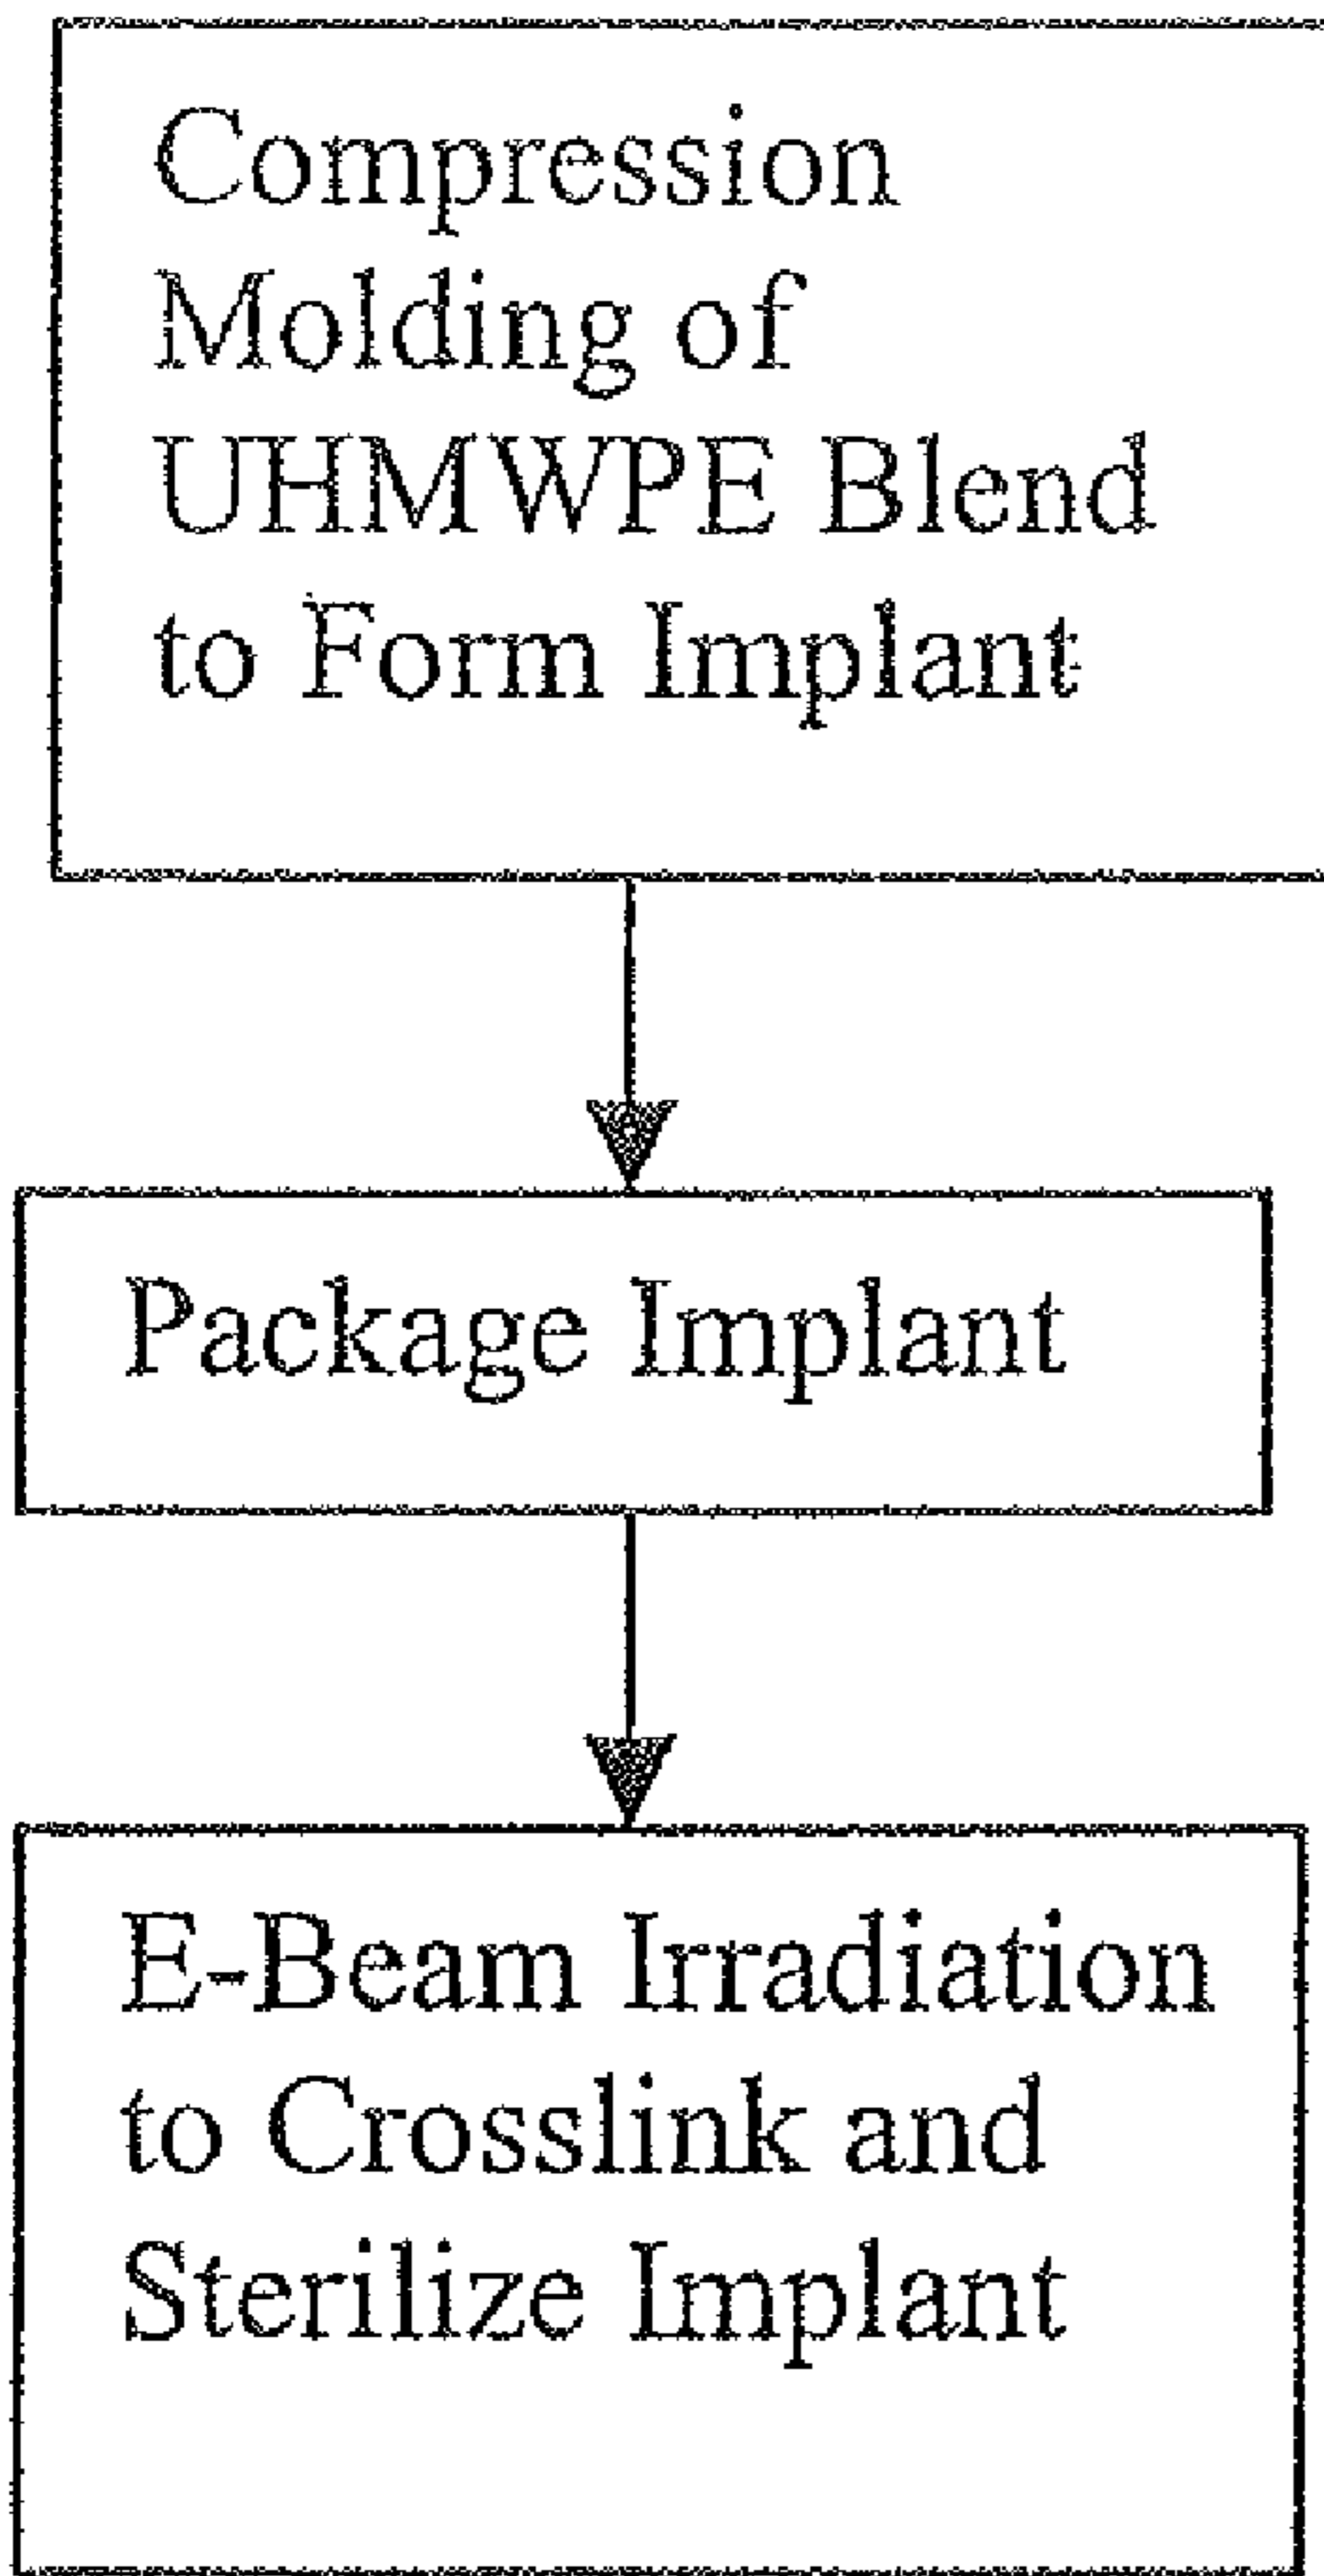 Compression
Molding of
UHMWPE Blend
to Form Implant
Package Implant
E-Beam Irradiation
to Crosslink and
Sterilize Implant